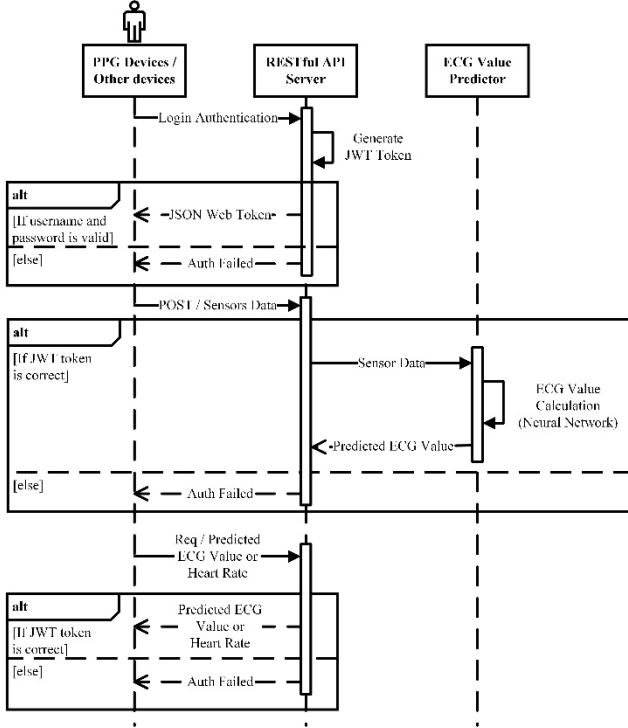 PPG Devices /
Other devices
RESTful API
Server
ECG Value
Predictor
Login Authentication
Generate
JWT Token
alt
[If username and
password is valid]
JSON Web Token
[else]
Auth Failed
POST / Sensors Data
alt
[If JWT token
is correct]
Sensor Data
ECG Value
Calculation
(Neural Network)
Predicted ECG Value
[else]
Auth Failed
Req / Predicted
ECG Value or
Heart Rate
alt
[If JWT token
is correct]
Predicted ECG
Value or
Heart Rate
[else]
Auth Failed